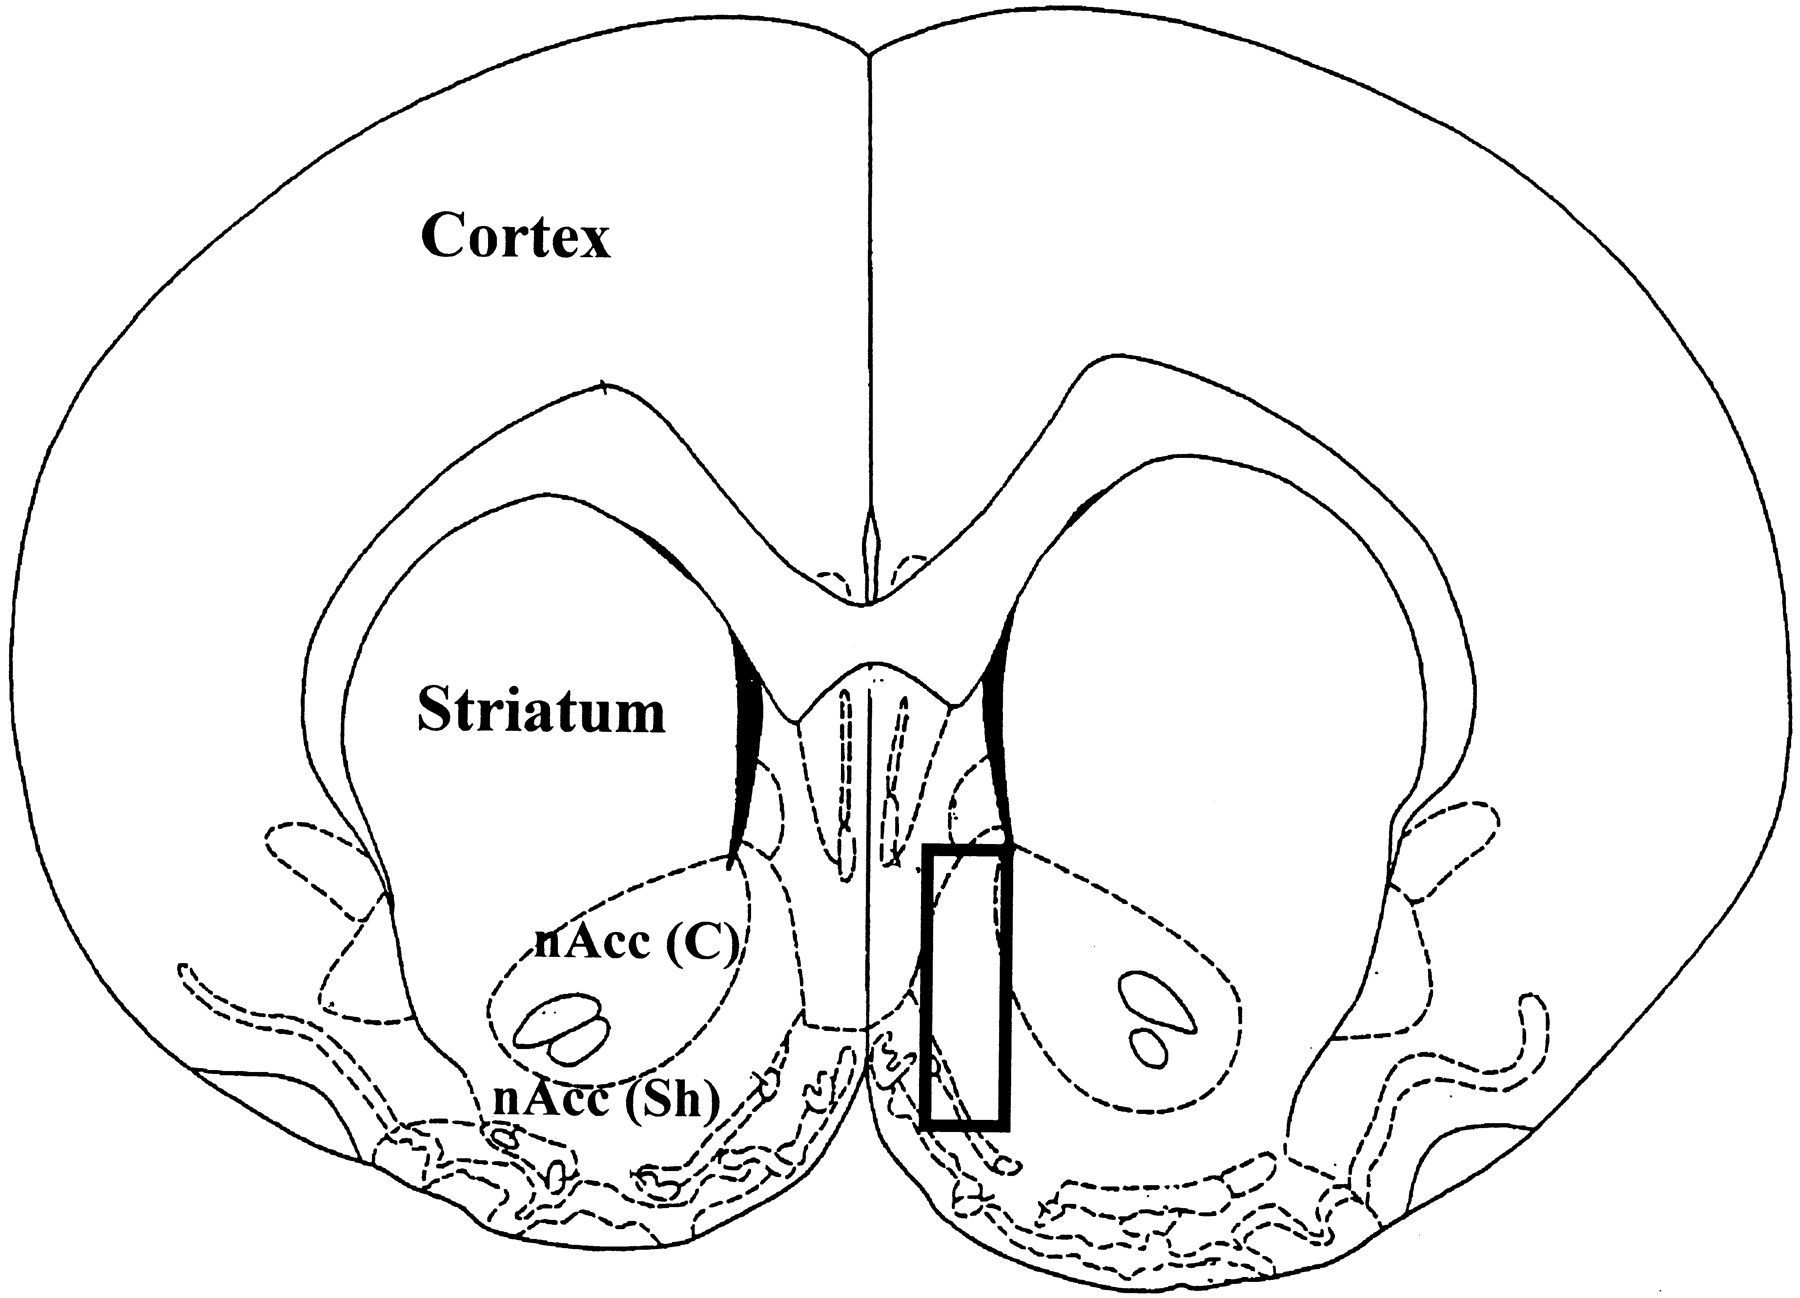 Cortex
Striatum
nAcc (C)
nAcc (Sh)